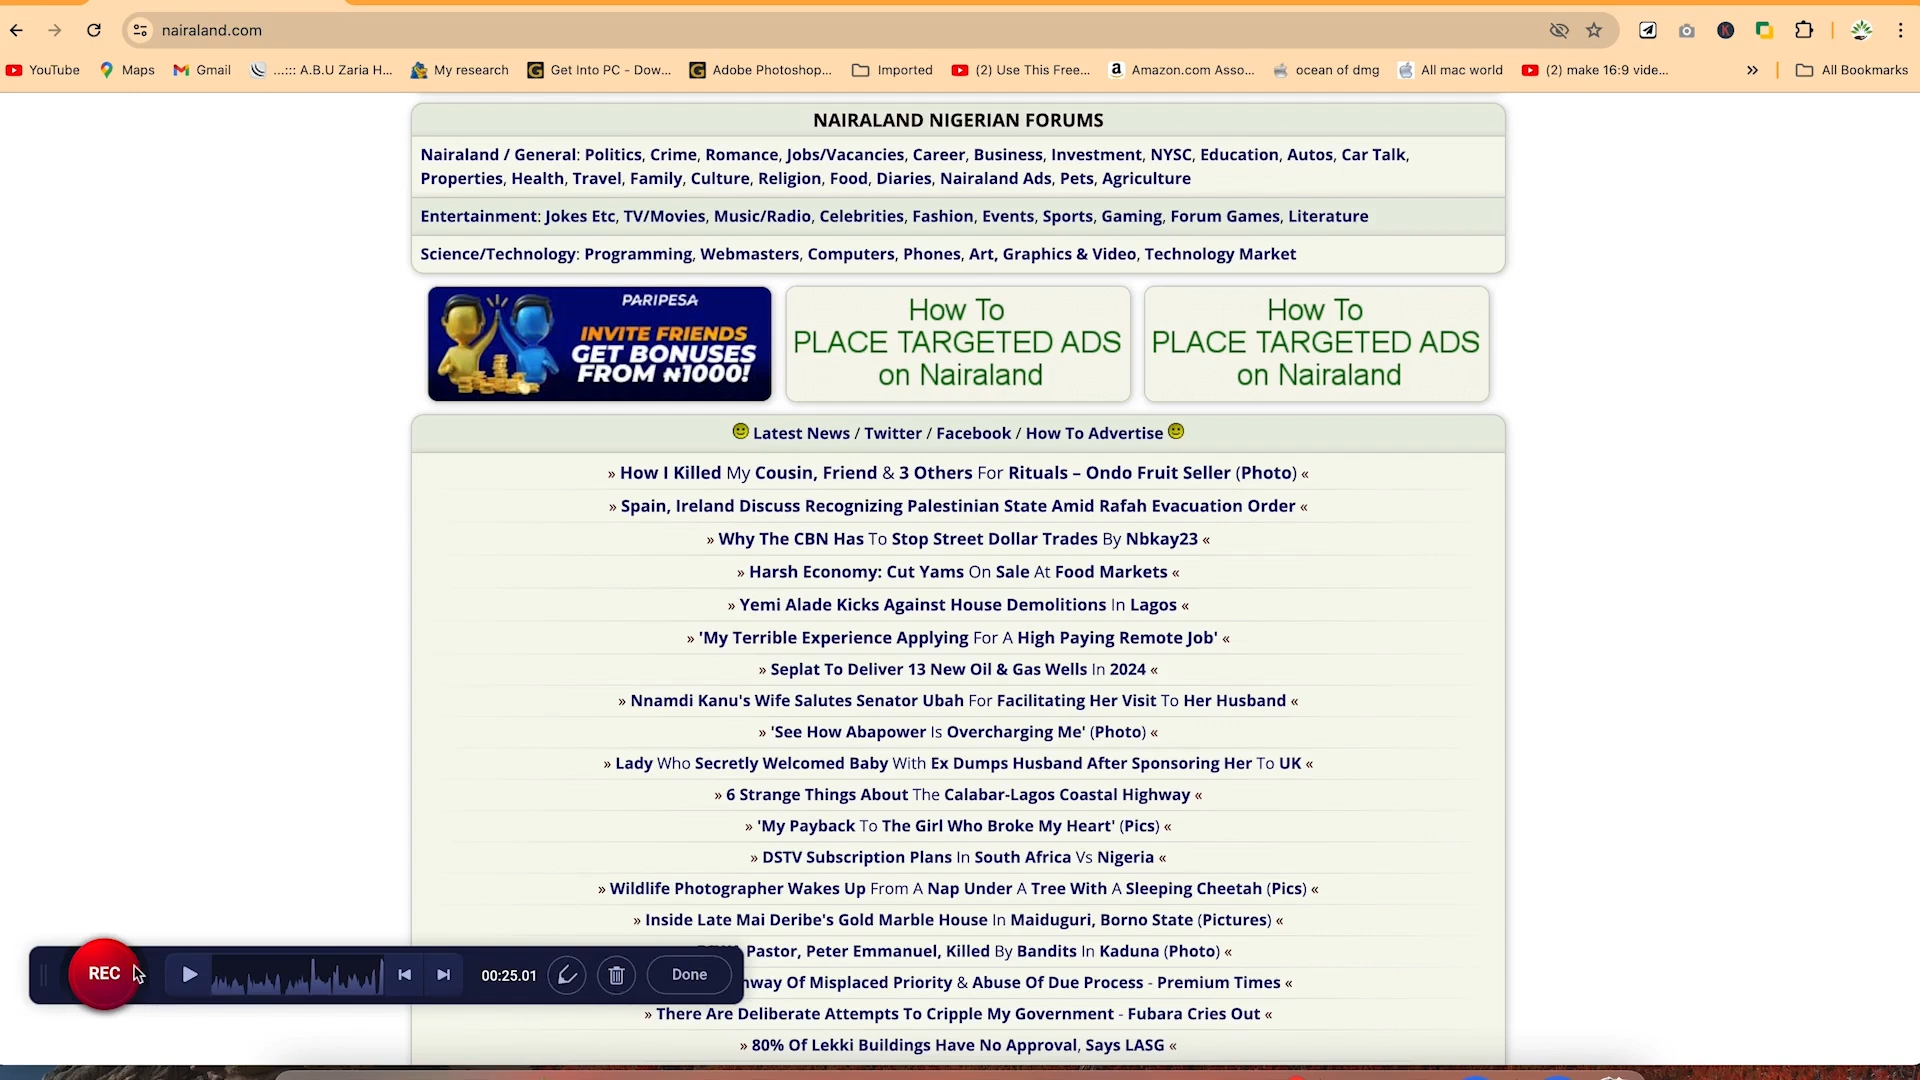 nairaland.com
YouTube Maps Gmail ...::: A.B.U Zaria H... My research Get Into PC - Dow... Adobe Photoshop... Imported (2) Use This Free... Amazon.com Asso... ocean of dmg All mac world (2) make 16:9 vide... » All Bookmarks
NAIRALAND NIGERIAN FORUMS
Nairaland / General: Politics, Crime, Romance, Jobs/Vacancies, Career, Business, Investment, NYSC, Education, Autos, Car Talk,
Properties, Health, Travel, Family, Culture, Religion, Food, Diaries, Nairaland Ads, Pets, Agriculture
Entertainment: Jokes Etc, TV/Movies, Music/Radio, Celebrities, Fashion, Events, Sports, Gaming, Forum Games, Literature
Science/Technology: Programming, Webmasters, Computers, Phones, Art, Graphics & Video, Technology Market
PARIPESA
INVITE FRIENDS
GET BONUSES
FROM ₦1000!
How To
PLACE TARGETED ADS
on Nairaland
How To
PLACE TARGETED ADS
on Nairaland
Latest News / Twitter / Facebook / How To Advertise
» How I Killed My Cousin, Friend & 3 Others For Rituals – Ondo Fruit Seller (Photo) «
» Spain, Ireland Discuss Recognizing Palestinian State Amid Rafah Evacuation Order «
» Why The CBN Has To Stop Street Dollar Trades By Nbkay23 «
» Harsh Economy: Cut Yams On Sale At Food Markets «
» Yemi Alade Kicks Against House Demolitions In Lagos «
» 'My Terrible Experience Applying For A High Paying Remote Job' «
» Seplat To Deliver 13 New Oil & Gas Wells In 2024 «
» Nnamdi Kanu's Wife Salutes Senator Ubah For Facilitating Her Visit To Her Husband «
» 'See How Abapower Is Overcharging Me' (Photo) «
» Lady Who Secretly Welcomed Baby With Ex Dumps Husband After Sponsoring Her To UK «
» 6 Strange Things About The Calabar-Lagos Coastal Highway «
» 'My Payback To The Girl Who Broke My Heart' (Pics) «
» DSTV Subscription Plans In South Africa Vs Nigeria «
» Wildlife Photographer Wakes Up From A Nap Under A Tree With A Sleeping Cheetah (Pics) «
» Inside Late Mai Deribe's Gold Marble House In Maiduguri, Borno State (Pictures) «
Pastor, Peter Emmanuel, Killed By Bandits In Kaduna (Photo) «
REC 00:25.01 Done
hway Of Misplaced Priority & Abuse Of Due Process - Premium Times «
» There Are Deliberate Attempts To Cripple My Government - Fubara Cries Out «
» 80% Of Lekki Buildings Have No Approval, Says LASG «